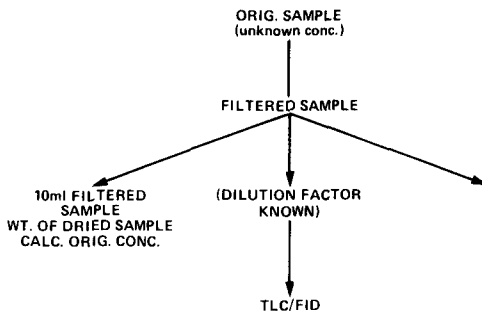 ORIG. SAMPLE
(unknown conc.)
FILTERED SAMPLE
10ml FILTERED
SAMPLE
WT. OF DRIED SAMPLE
CALC. ORIG. CONC.
(DILUTION FACTOR
KNOWN)
TLC/FID